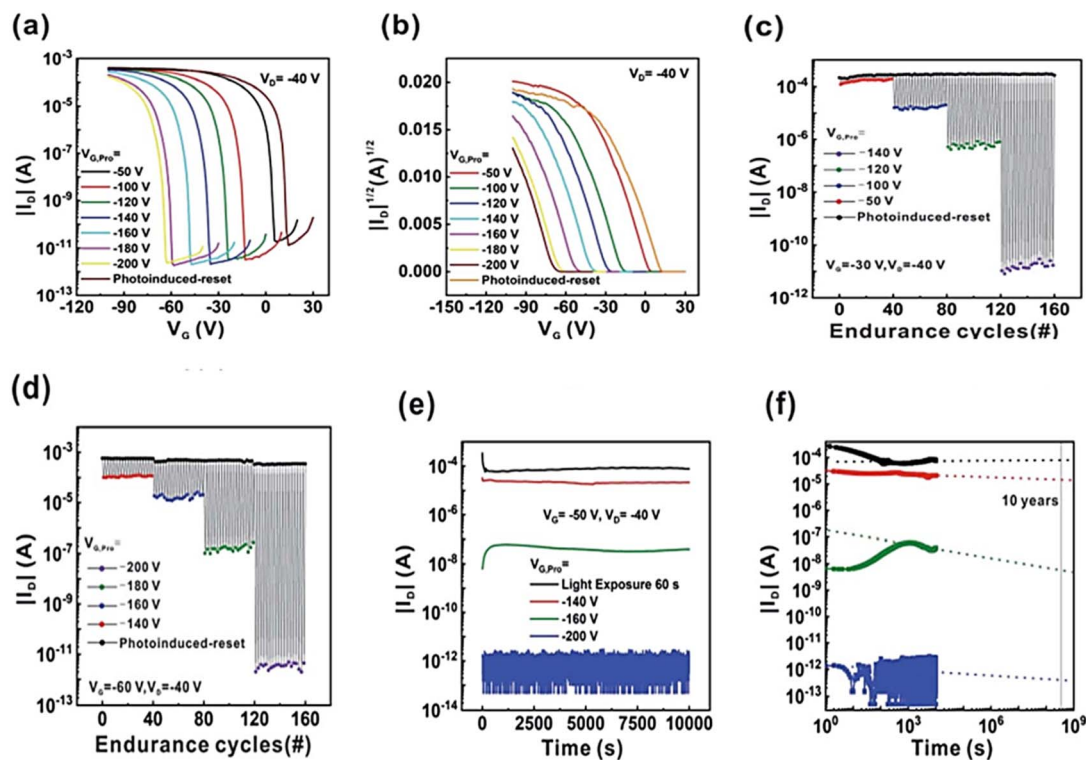 (a)
|I_D| (A)
10^-3
10^-5
10^-7
10^-9
10^-11
10^-13
V_D= -40 V
V_G,Pro=
-50 V
-100 V
-120 V
-140 V
-160 V
-180 V
-200 V
Photoinduced-reset
-120 -90 -60 -30 0 30
V_G (V)
(b)
|I_D|^1/2 (A)^1/2
0.020
0.015
0.010
0.005
0.000
V_D= -40 V
V_G,Pro=
-50 V
-100 V
-120 V
-140 V
-160 V
-180 V
-200 V
Photoinduced-reset
-150 -120 -90 -60 -30 0 30
V_G (V)
(c)
|I_D| (A)
10^-4
10^-6
10^-8
10^-10
10^-12
V_G,Pro=
-140 V
-120 V
-100 V
-50 V
Photoinduced-reset
V_G= -30 V, V_D= -40 V
0 40 80 120 160
Endurance cycles(#)
(d)
|I_D| (A)
10^-3
10^-5
10^-7
10^-9
10^-11
10^-13
V_G,Pro=
-200 V
-180 V
-160 V
-140 V
Photoinduced-reset
V_G=-60 V,V_D=-40 V
0 40 80 120 160
Endurance cycles(#)
(e)
|I_D| (A)
10^-4
10^-6
10^-8
10^-10
10^-12
10^-14
V_G= -50 V, V_D= -40 V
V_G,Pro=
Light Exposure 60 s
-140 V
-160 V
-200 V
0 2500 5000 7500 10000
Time (s)
(f)
|I_D| (A)
10^-4
10^-5
10^-6
10^-7
10^-8
10^-9
10^-10
10^-11
10^-12
10^-13
10 years
10^0 10^3 10^6 10^9
Time (s)